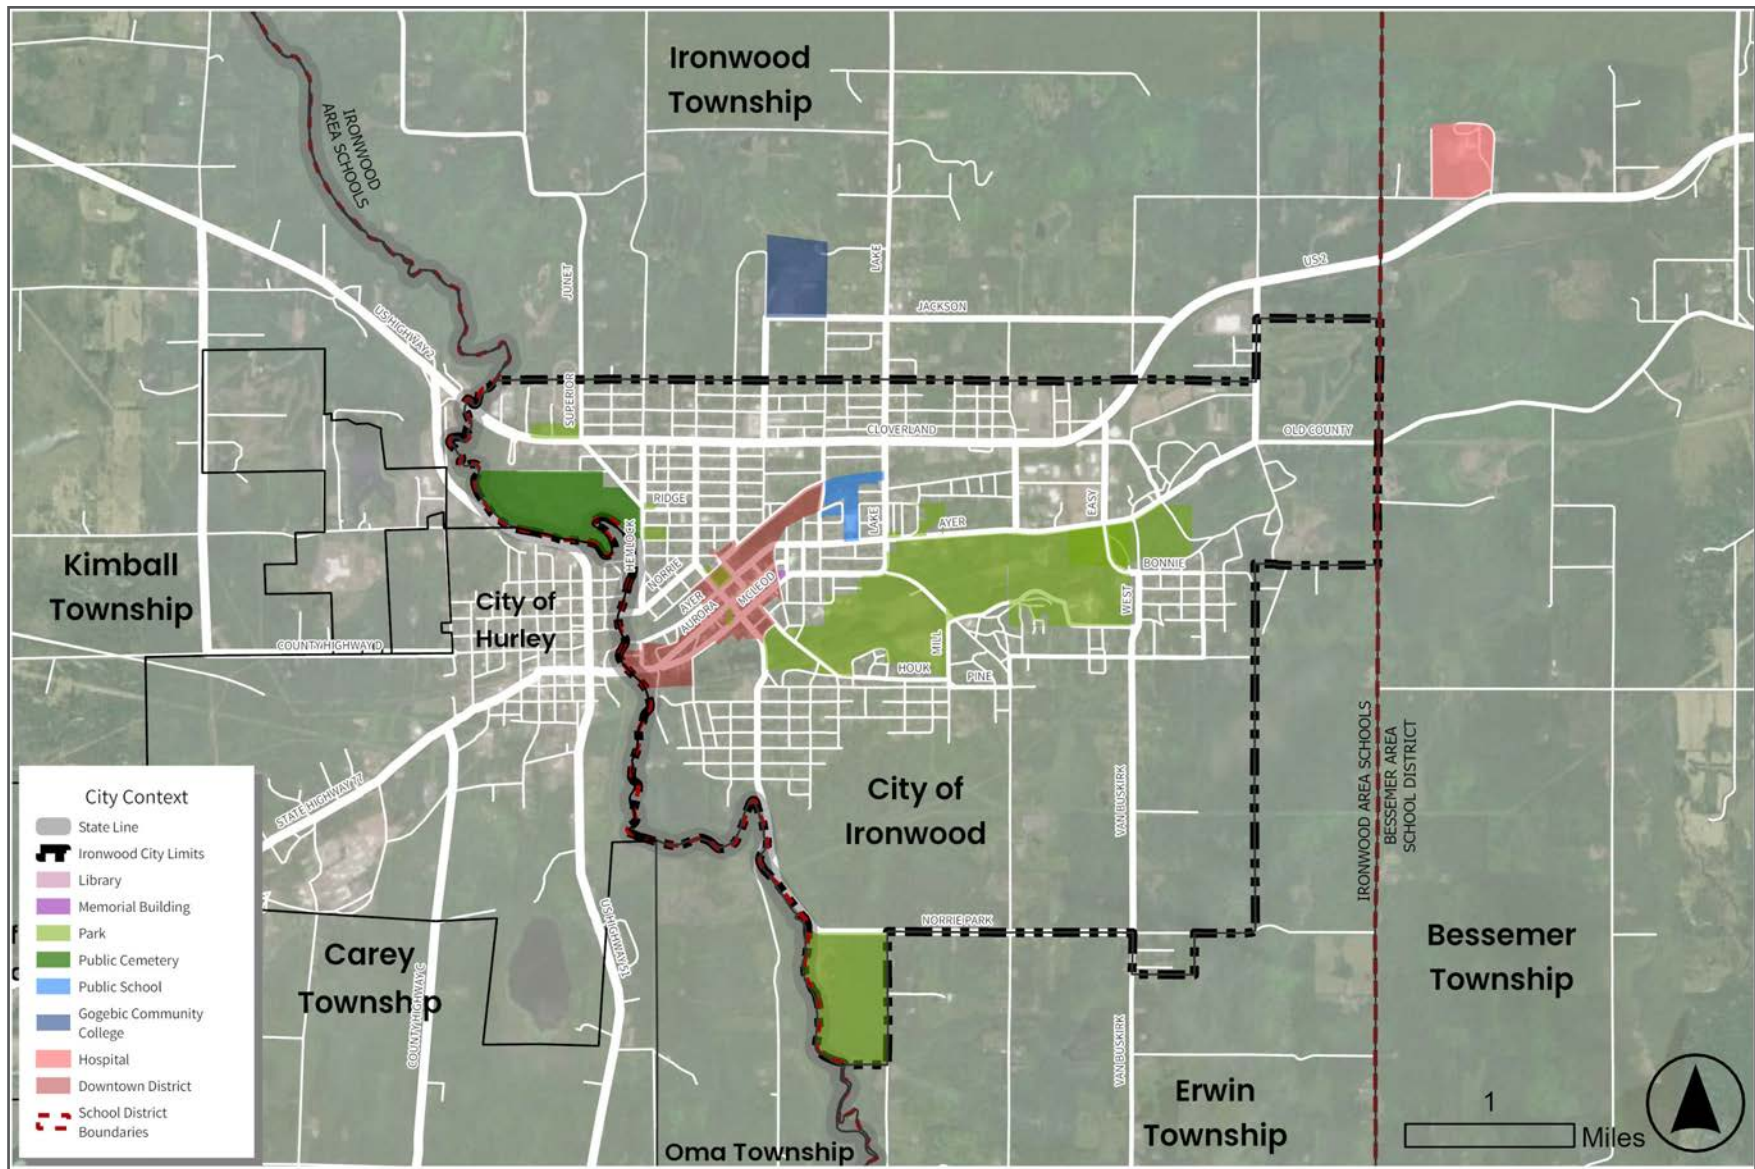 Ironwood
Township
IRONWOOD
AREA SCHOOLS
JUNET
LAKE
US 2
JACKSON
US HIGHWAY 2
SUPERIOR
CLOVERLAND
OLD COUNTY
RIDGE
EASY
LAKE
AYER
HEMLOCK
Kimball
Township
NORRIE
BONNIE
City of
Hurley
AYER
AURORA
MCLEOD
WEST
COUNTY HIGHWAY D
MILL
HOUK
PINE
IRONWOOD AREA SCHOOLS
BESSEMER AREA
SCHOOL DISTRICT
STATE HIGHWAY 77
City of
Ironwood
VAN BUSKIRK
NORRIE PARK
US HIGHWAY 51
Carey
Township
COUNTY HIGHWAY C
Bessemer
Township
VAN BUSKIRK
Erwin
Township
Oma Township
City Context
State Line
Ironwood City Limits
Library
Memorial Building
Park
Public Cemetery
Public School
Gogebic Community
College
Hospital
Downtown District
School District
Boundaries
1
Miles